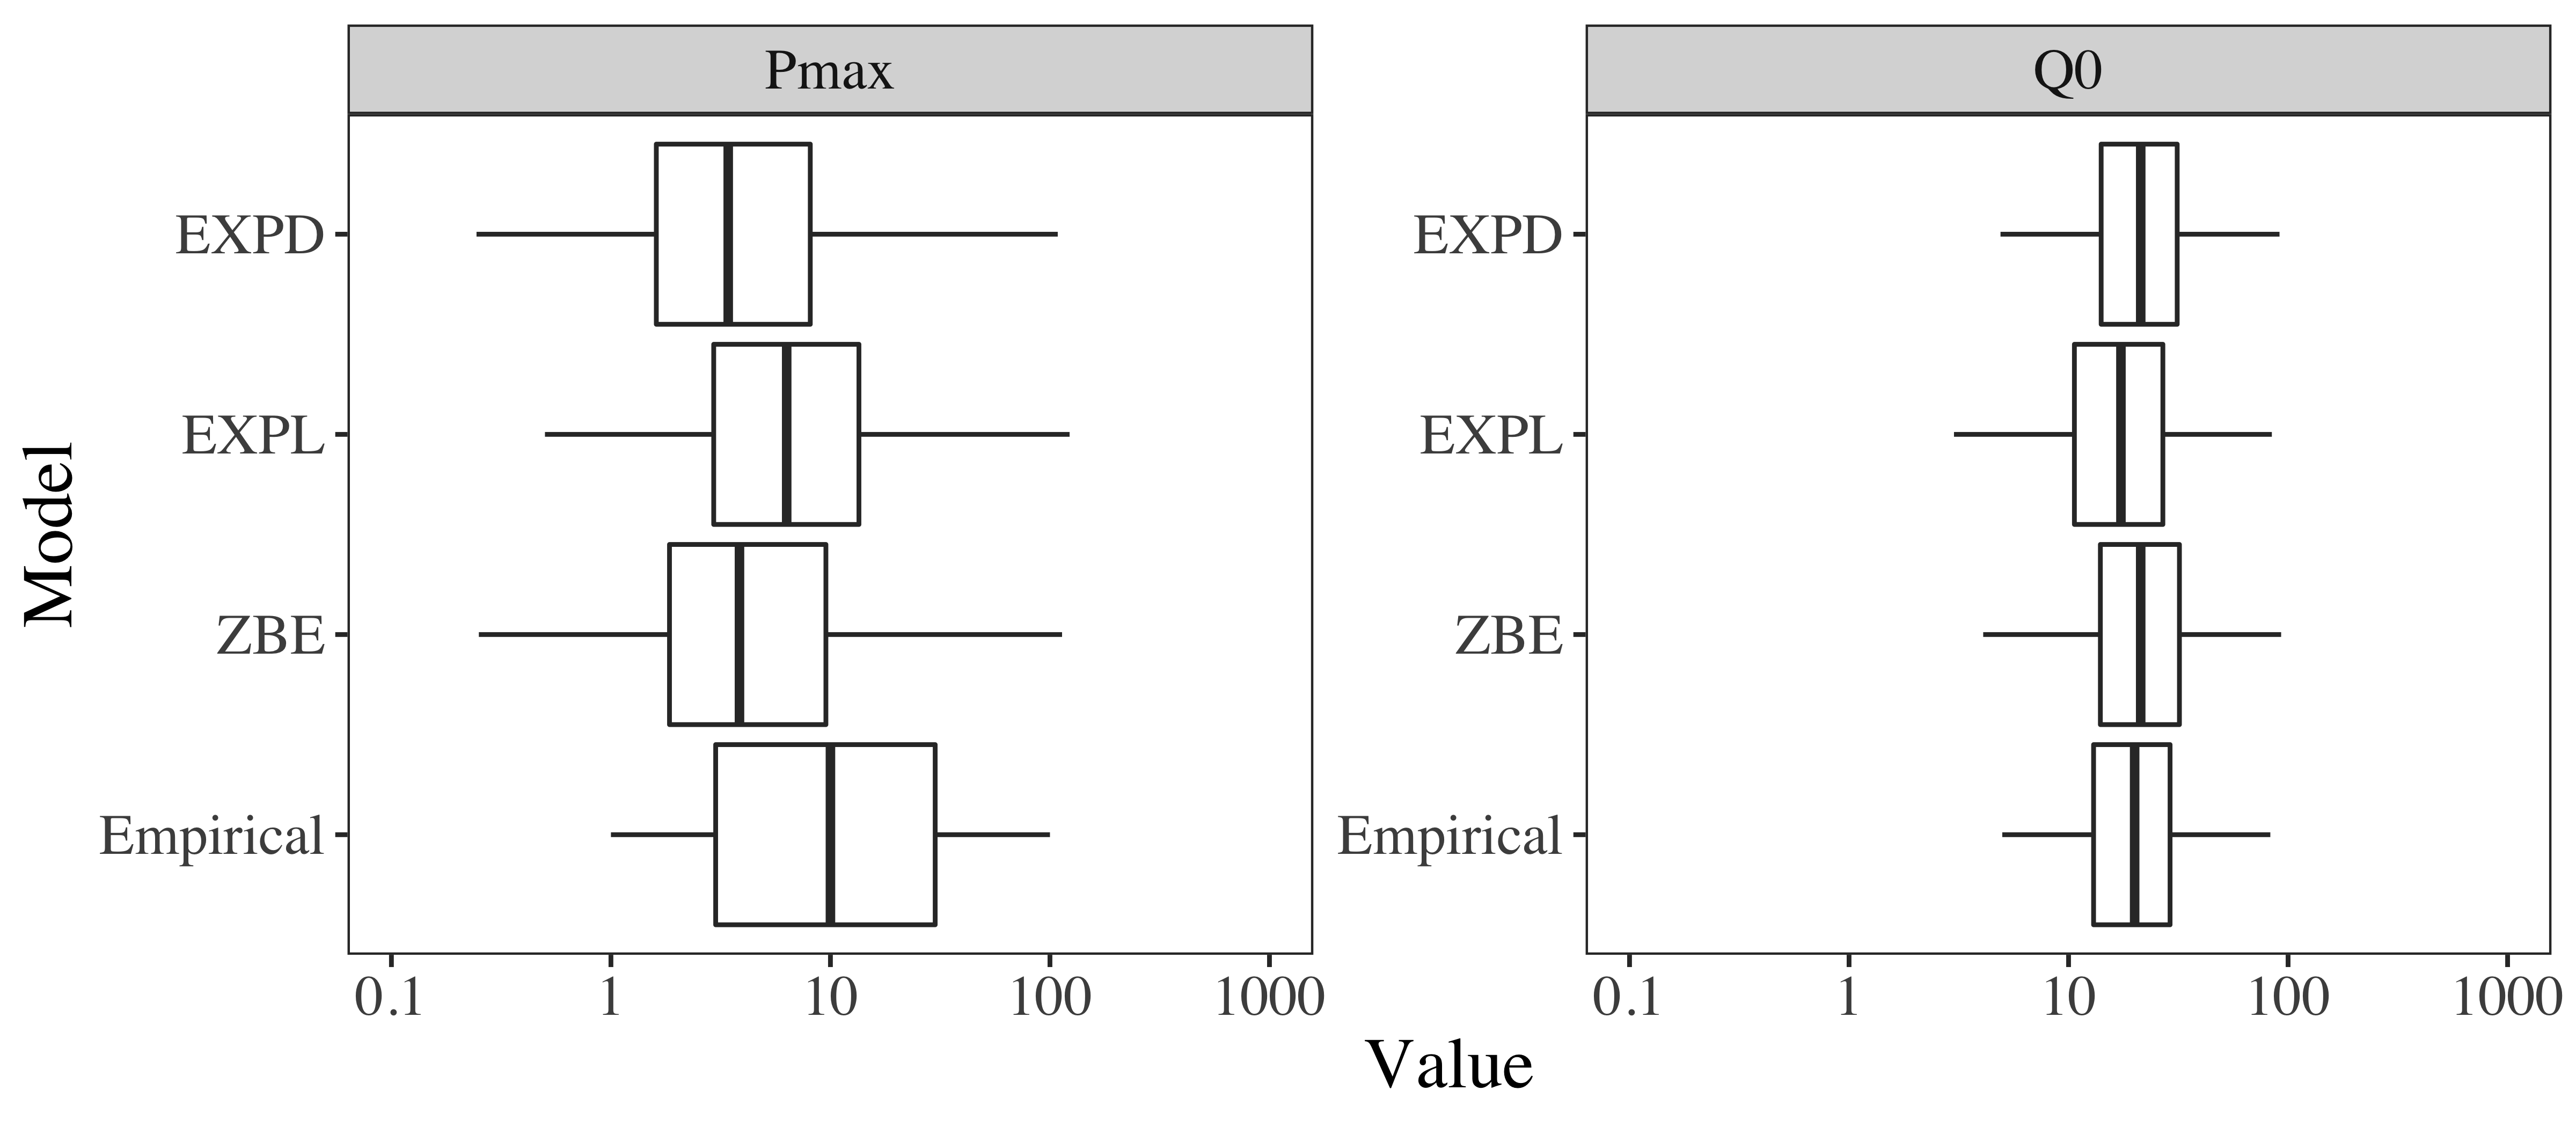 Pmax
Q0
Model
EXPD
EXPL
ZBE
Empirical
0.1 1 10 100 1000
EXPD
EXPL
ZBE
Empirical
0.1 1 10 100 1000
Value